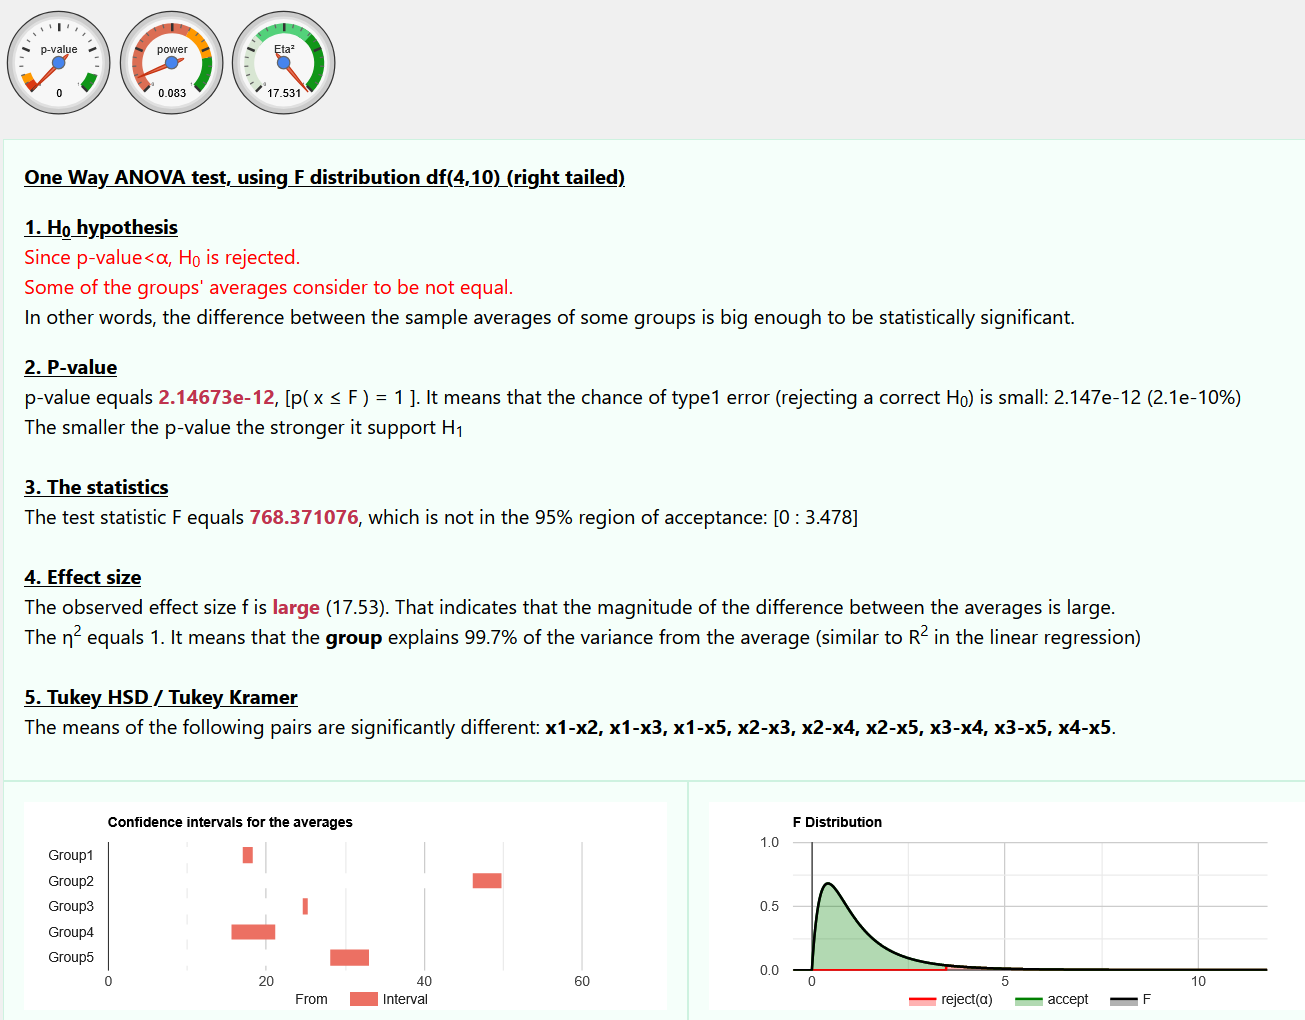 p-value
0
power
0.083
Eta²
17.531
One Way ANOVA test, using F distribution df(4,10) (right tailed)
1. H₀ hypothesis
Since p-value<α, H₀ is rejected.
Some of the groups' averages consider to be not equal.
In other words, the difference between the sample averages of some groups is big enough to be statistically significant.
2. P-value
p-value equals 2.14673e-12, [p( x ≤ F ) = 1 ]. It means that the chance of type1 error (rejecting a correct H₀) is small: 2.147e-12 (2.1e-10%)
The smaller the p-value the stronger it support H₁
3. The statistics
The test statistic F equals 768.371076, which is not in the 95% region of acceptance: [0 : 3.478]
4. Effect size
The observed effect size f is large (17.53). That indicates that the magnitude of the difference between the averages is large.
The η² equals 1. It means that the group explains 99.7% of the variance from the average (similar to R² in the linear regression)
5. Tukey HSD / Tukey Kramer
The means of the following pairs are significantly different: x1-x2, x1-x3, x1-x5, x2-x3, x2-x4, x2-x5, x3-x4, x3-x5, x4-x5.
Confidence intervals for the averages
Group1
Group2
Group3
Group4
Group5
0 20 40 60
From Interval
F Distribution
1.0
0.5
0.0
0 5 10
reject(α) accept F